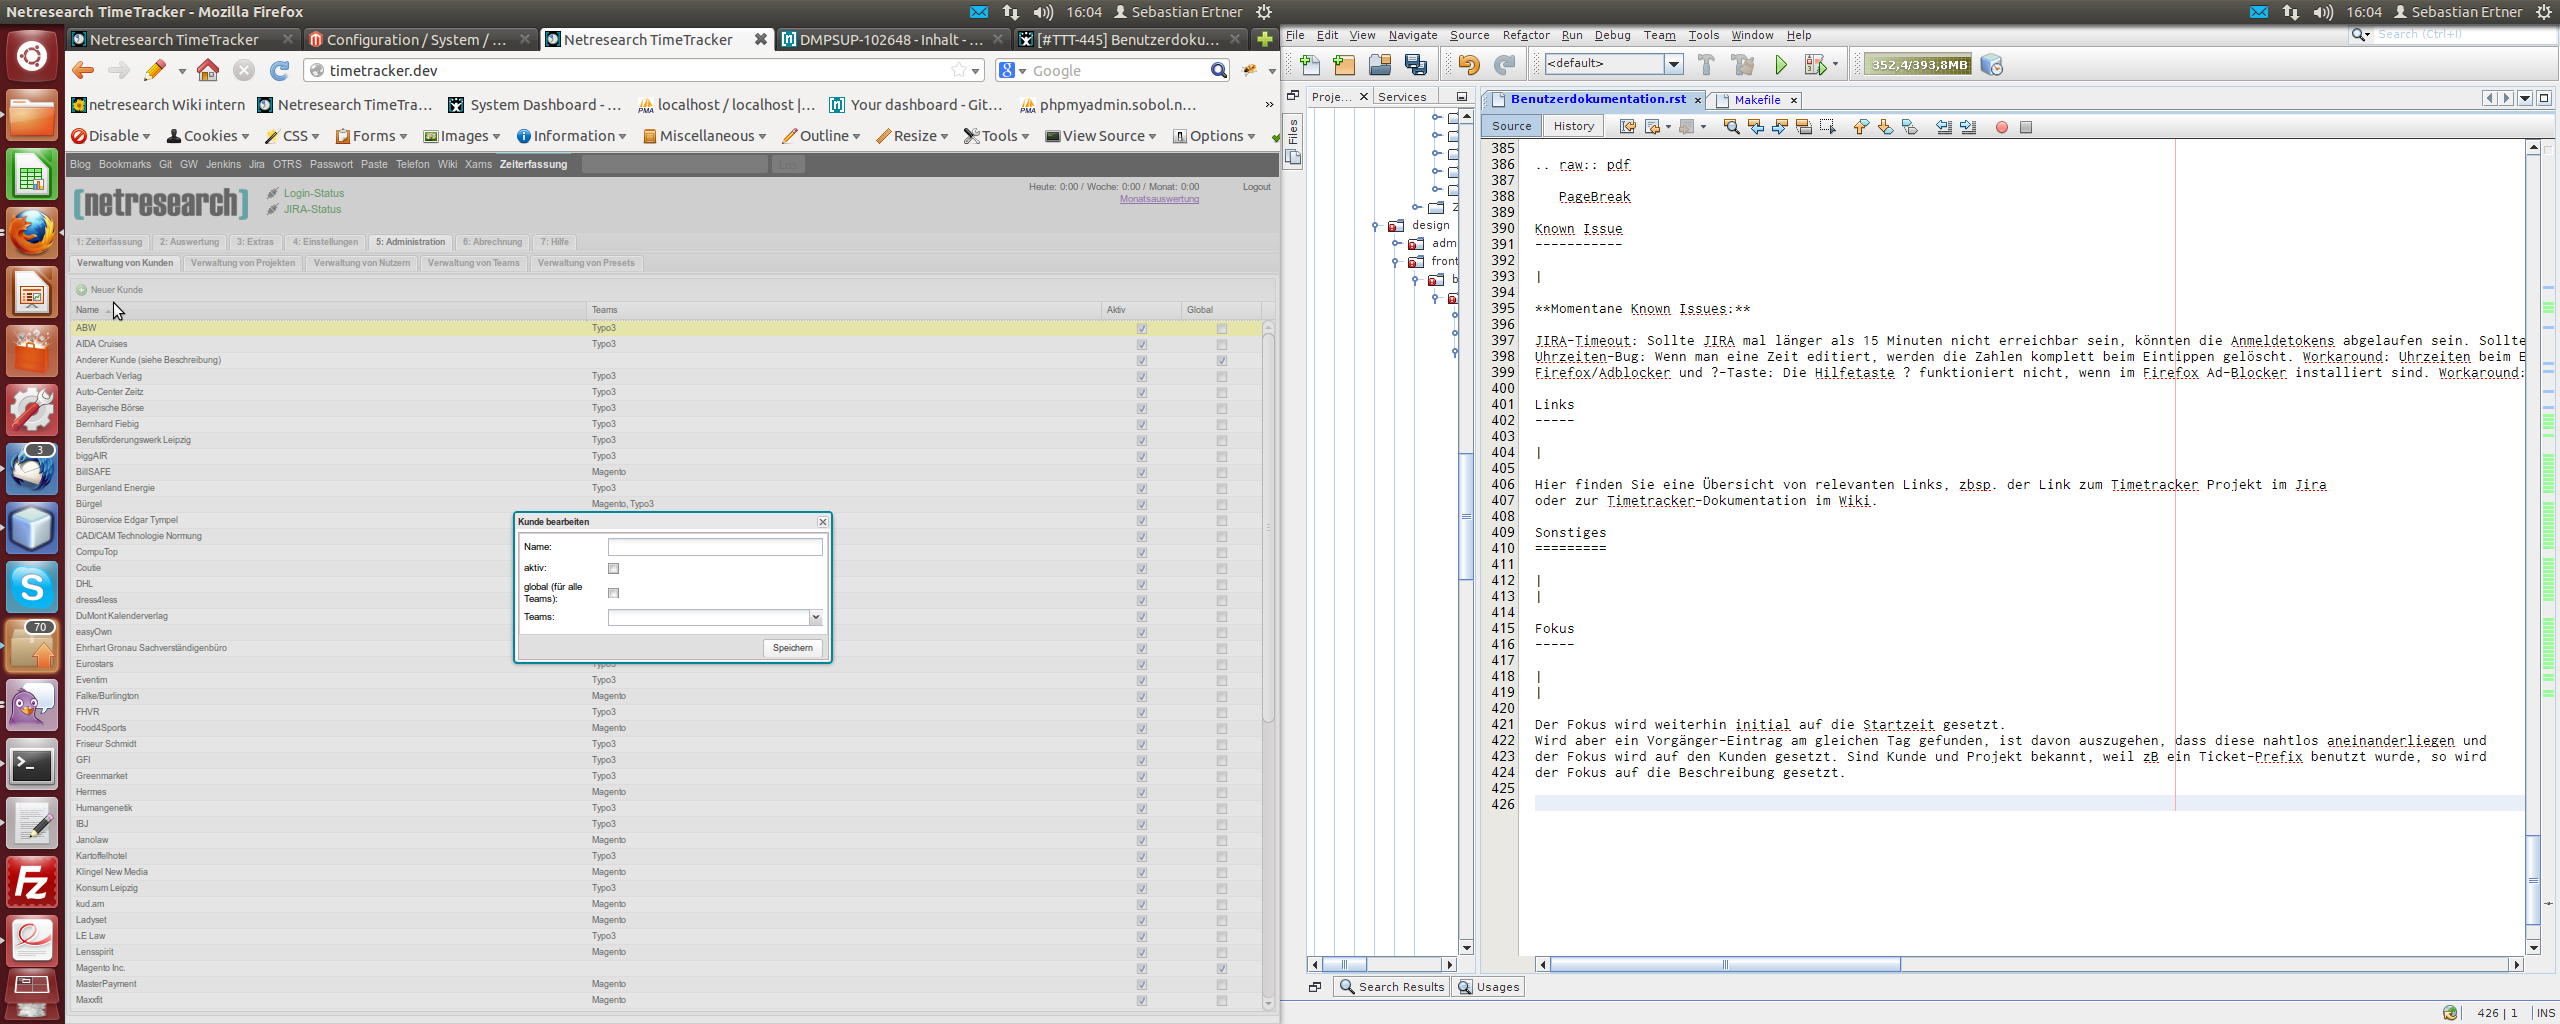 Netresearch TimeTracker - Mozilla Firefox
16:04 Sebastian Ertner
16:04 Sebastian Ertner
Netresearch TimeTracker
Configuration / System / ...
Netresearch TimeTracker
DMPSUP-102648 - Inhalt - ...
[#TTT-445] Benutzerdoku...
timetracker.dev
Google
netresearch Wiki intern
Netresearch TimeTra...
System Dashboard - ...
localhost / localhost |...
Your dashboard - Git...
phpmyadmin.sobol.n...
»
Disable Cookies CSS Forms Images Information Miscellaneous Outline Resize Tools View Source Options
Blog Bookmarks Git GW Jenkins Jira OTRS Passwort Paste Telefon Wiki Xams Zeiterfassung
Los
[netresearch]
Login-Status
JIRA-Status
Heute: 0:00 / Woche: 0:00 / Monat: 0:00
Monatsauswertung
Logout
1: Zeiterfassung 2: Auswertung 3: Extras 4: Einstellungen 5: Administration 6: Abrechnung 7: Hilfe
Verwaltung von Kunden Verwaltung von Projekten Verwaltung von Nutzern Verwaltung von Teams Verwaltung von Presets
Neuer Kunde
Name Teams Aktiv Global
ABW Typo3
AIDA Cruises Typo3
Anderer Kunde (siehe Beschreibung)
Auerbach Verlag Typo3
Auto-Center Zeitz Typo3
Bayerische Börse Typo3
Bernhard Fiebig Typo3
Berufsförderungswerk Leipzig Typo3
biggAIR Typo3
BillSAFE Magento
Burgenland Energie Typo3
Bürgel Magento, Typo3
Büroservice Edgar Tympel
CAD/CAM Technologie Normung
CompuTop
Coutie
DHL
dress4less
DuMont Kalenderverlag
easyOwn
Ehrhart Gronau Sachverständigenbüro
Eurostars Typo3
Eventim Typo3
Falke/Burlington Magento
FHVR Typo3
Food4Sports Magento
Friseur Schmidt Typo3
GFI Typo3
Greenmarket Typo3
Hermes Magento
Humangenetik Typo3
IBJ Typo3
Janolaw Magento
Kartoffelhotel Typo3
Klingel New Media Magento
Konsum Leipzig Typo3
kud.am Magento
Ladyset Magento
LE Law Typo3
Lensspirit Magento
Magento Inc.
MasterPayment Magento
Maxxfit Magento
Kunde bearbeiten
Name:
aktiv:
global (für alle
Teams):
Teams:
Speichern
3
70
File Edit View Navigate Source Refactor Run Debug Team Tools Window Help
Search (Ctrl+I)
<default>
352,4/393,8MB
Proje... Services
Files
Z
design
adm
front
b
Benutzerdokumentation.rst Makefile
Source History
385
386 .. raw:: pdf
387
388 PageBreak
389
390 Known Issue
391 -----------
392
393 |
394
395 **Momentane Known Issues:**
396
397 JIRA-Timeout: Sollte JIRA mal länger als 15 Minuten nicht erreichbar sein, könnten die Anmeldetokens abgelaufen sein. Sollte
398 Uhrzeiten-Bug: Wenn man eine Zeit editiert, werden die Zahlen komplett beim Eintippen gelöscht. Workaround: Uhrzeiten beim E
399 Firefox/Adblocker und ?-Taste: Die Hilfetaste ? funktioniert nicht, wenn im Firefox Ad-Blocker installiert sind. Workaround:
400
401 Links
402 -----
403
404 |
405
406 Hier finden Sie eine Übersicht von relevanten Links, zbsp. der Link zum Timetracker Projekt im Jira
407 oder zur Timetracker-Dokumentation im Wiki.
408
409 Sonstiges
410 =========
411
412 |
413 |
414
415 Fokus
416 -----
417
418 |
419 |
420
421 Der Fokus wird weiterhin initial auf die Startzeit gesetzt.
422 Wird aber ein Vorgänger-Eintrag am gleichen Tag gefunden, ist davon auszugehen, dass diese nahtlos aneinanderliegen und
423 der Fokus wird auf den Kunden gesetzt. Sind Kunde und Projekt bekannt, weil zB ein Ticket-Prefix benutzt wurde, so wird
424 der Fokus auf die Beschreibung gesetzt.
425
426
Search Results Usages
426 | 1 INS